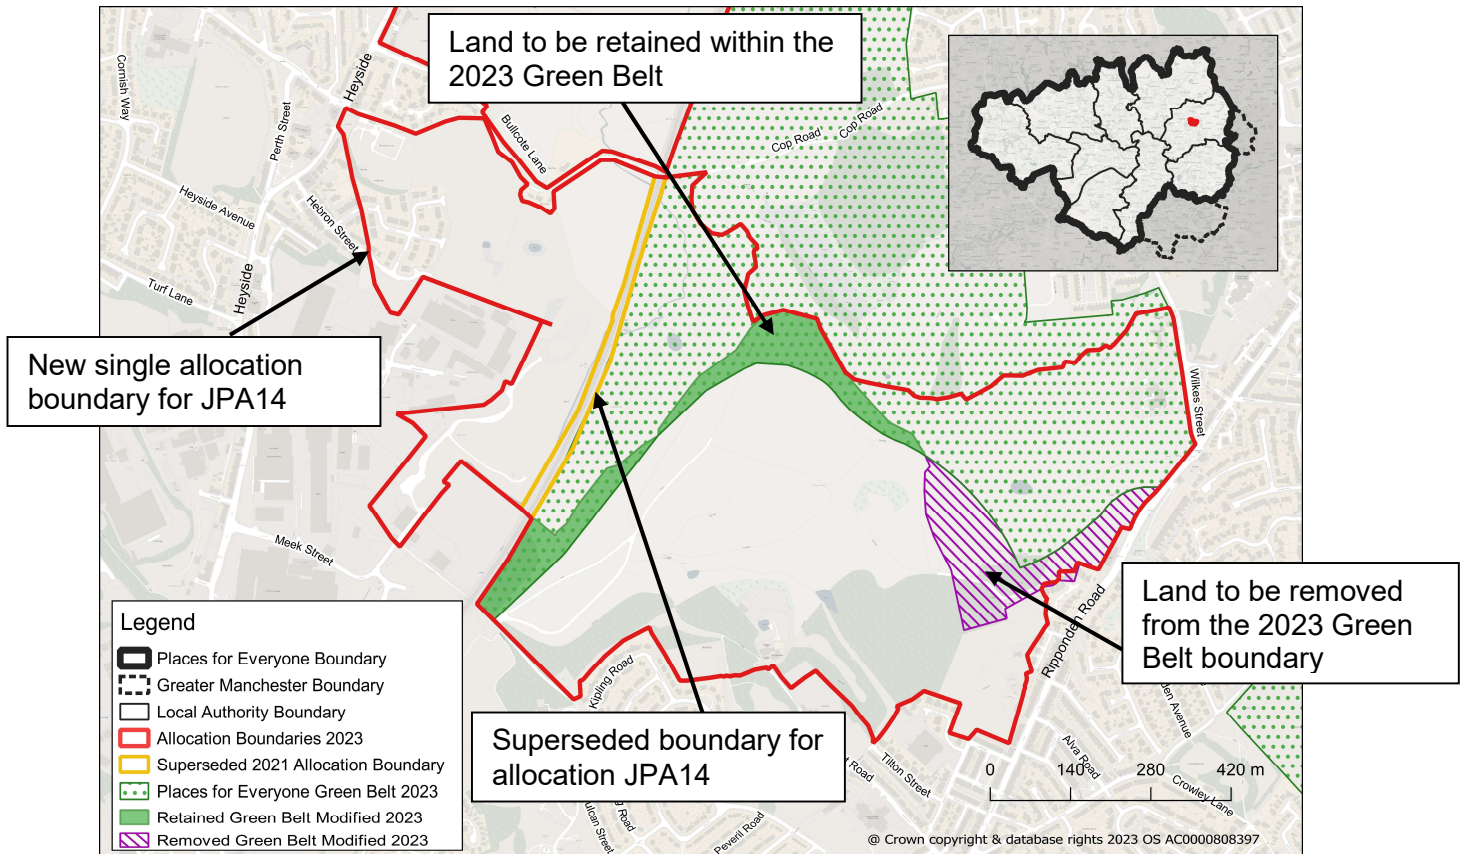 Land to be retained within the
2023 Green Belt
Cornish Way
Heyside
Perth Street
Bullcote Lane
Cop Road
Cop Road
Heyside Avenue
Hebron Street
Turf Lane
Heyside
New single allocation
boundary for JPA14
Wilkes Street
Meek Street
Land to be removed
from the 2023 Green
Belt boundary
Ripponden Road
Kipling Road
Superseded boundary for
allocation JPA14
Tilton Street
Alva Road
Crowley Lane
Peveril Road
Legend
Places for Everyone Boundary
Greater Manchester Boundary
Local Authority Boundary
Allocation Boundaries 2023
Superseded 2021 Allocation Boundary
Places for Everyone Green Belt 2023
Retained Green Belt Modified 2023
Removed Green Belt Modified 2023
0 140 280 420 m
@ Crown copyright & database rights 2023 OS AC0000808397